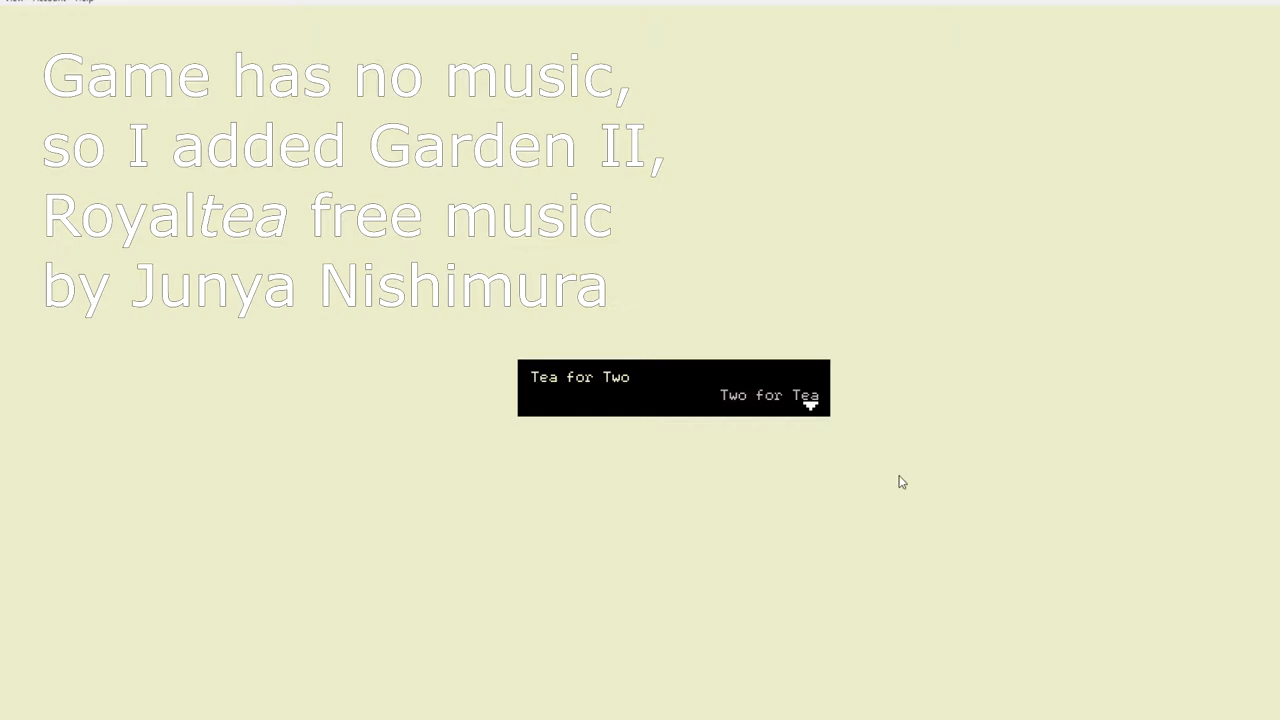 Game has no music,
so I added Garden II,
Royaltea free music
by Junya Nishimura
Tea for Two
Two for Tea